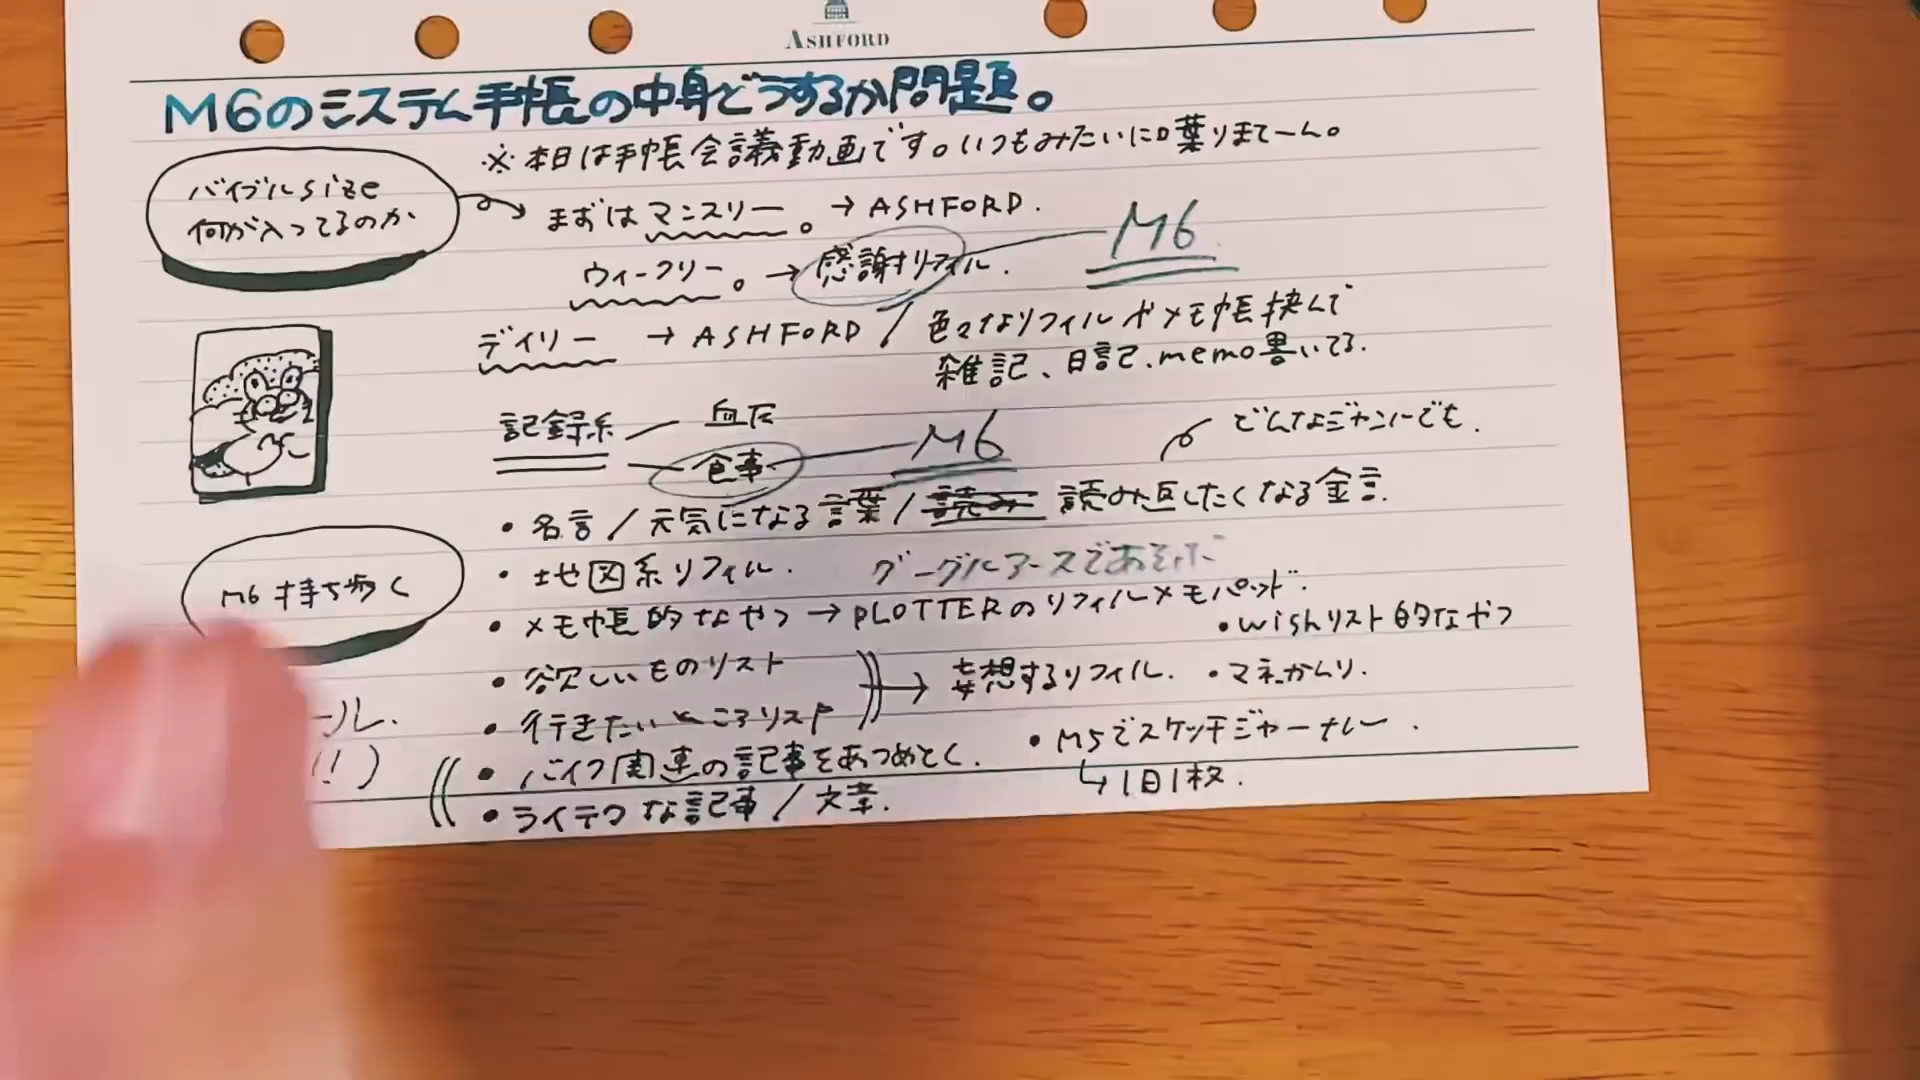 ASHFORD
M6のシステム手帳の中身どうするか問題。
※本日は手帳会議動画です。いつもみたいに喋りまてーん。
バイブルsize
何が入ってるのか
まずはマンスリー。→ASHFORD.
ウィークリー。→感謝リフィル.
M6
デイリー →ASHFORD / 色々なリフィルやメモ帳挟んで
雑記、日記、memo書いてる.
記録系
血圧
食事
M6
どんなジャンルでも.
・名言/元気になる言葉/読み 読み返したくなる金言.
・地図系リフィル. グーグルアースであそんだ
M6持ち歩く
・メモ帳的なやつ→PLOTTERのリフィルメモパッド.
・wishリスト的なやつ
・欲しいものリスト
・行きたいところリスト
→妄想するリフィル. ・マネかんり.
ール.
(!)
・バイク関連の記事をあつめとく.
・M5でスケッチジャーナルー.
↳1日1枚.
・ライテクな記事/文章.